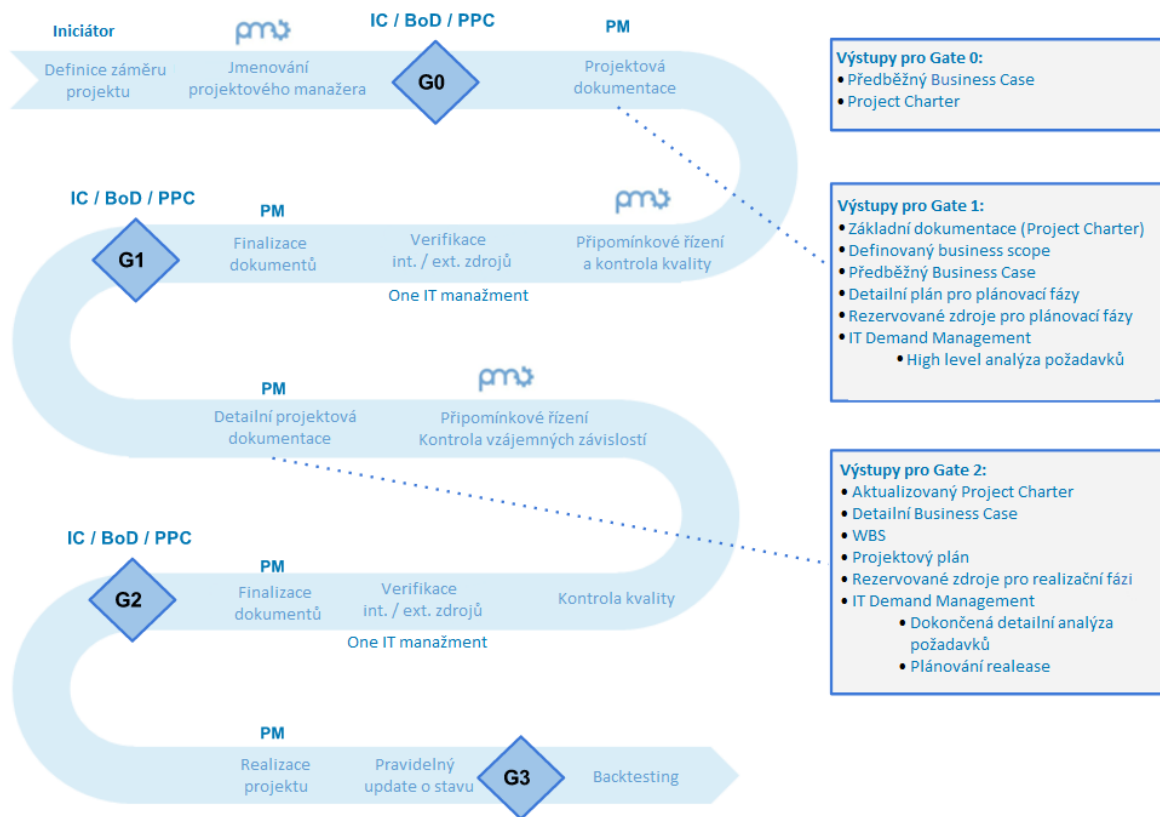 Iniciátor
pmo
IC / BoD / PPC
PM
Definice záměru
projektu
Jmenování
projektového manažera
G0
Projektová
dokumentace
Výstupy pro Gate 0:
• Předběžný Business Case
• Project Charter
IC / BoD / PPC
PM
pmo
G1
Finalizace
dokumentů
Verifikace
int. / ext. zdrojů
Připomínkové řízení
a kontrola kvality
One IT manažment
Výstupy pro Gate 1:
• Základní dokumentace (Project Charter)
• Definovaný business scope
• Předběžný Business Case
• Detailní plán pro plánovací fázy
• Rezervované zdroje pro plánovací fázy
• IT Demand Management
• High level analýza požadavků
PM
pmo
Detailní projektová
dokumentace
Připomínkové řízení
Kontrola vzájemných závislostí
Výstupy pro Gate 2:
• Aktualizovaný Project Charter
• Detailní Business Case
• WBS
• Projektový plán
• Rezervované zdroje pro realizační fázi
• IT Demand Management
• Dokončená detailní analýza
požadavků
• Plánování realease
IC / BoD / PPC
PM
G2
Finalizace
dokumentů
Verifikace
int. / ext. zdrojů
Kontrola kvality
One IT manažment
PM
Realizace
projektu
Pravidelný
update o stavu
G3
Backtesting